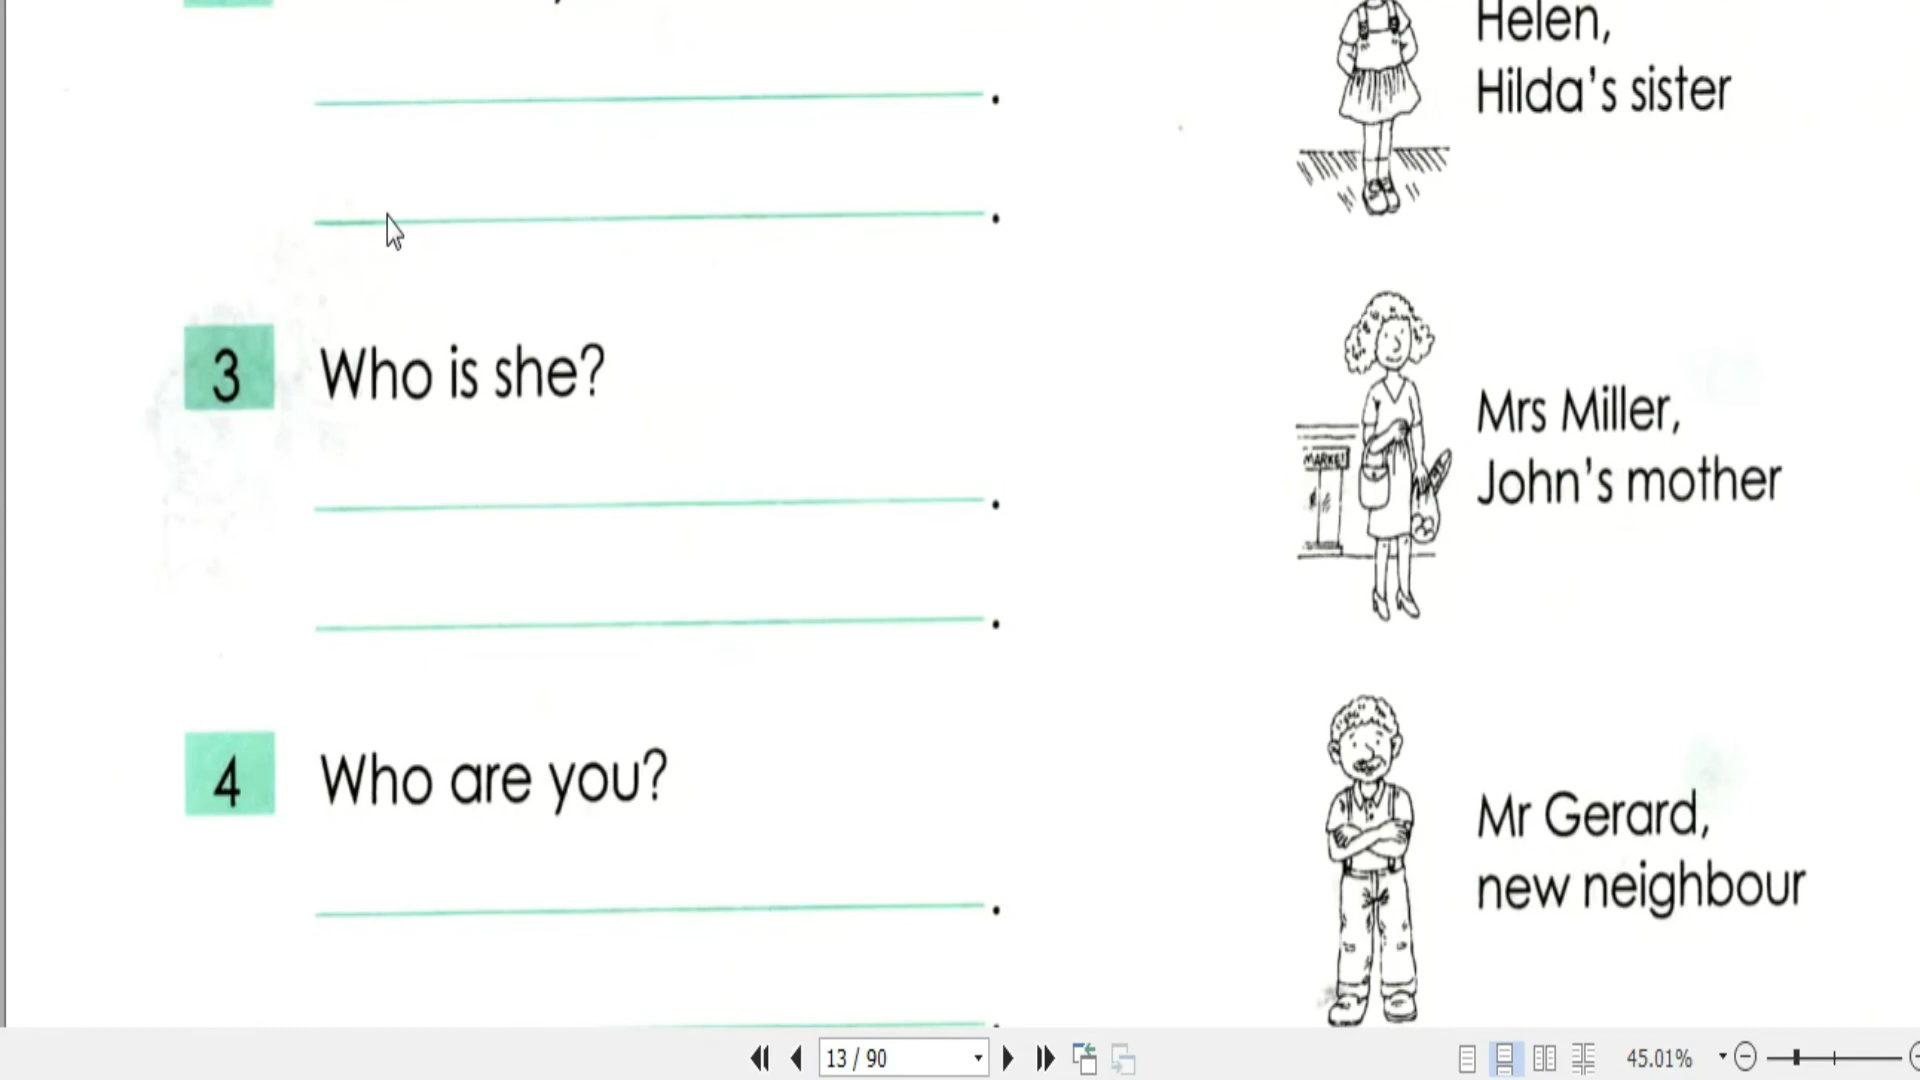 Helen,
Hilda's sister
3 Who is she?
.
.
MARKET
Mrs Miller,
John's mother
4 Who are you?
.
Mr Gerard,
new neighbour
13 / 90
45.01%